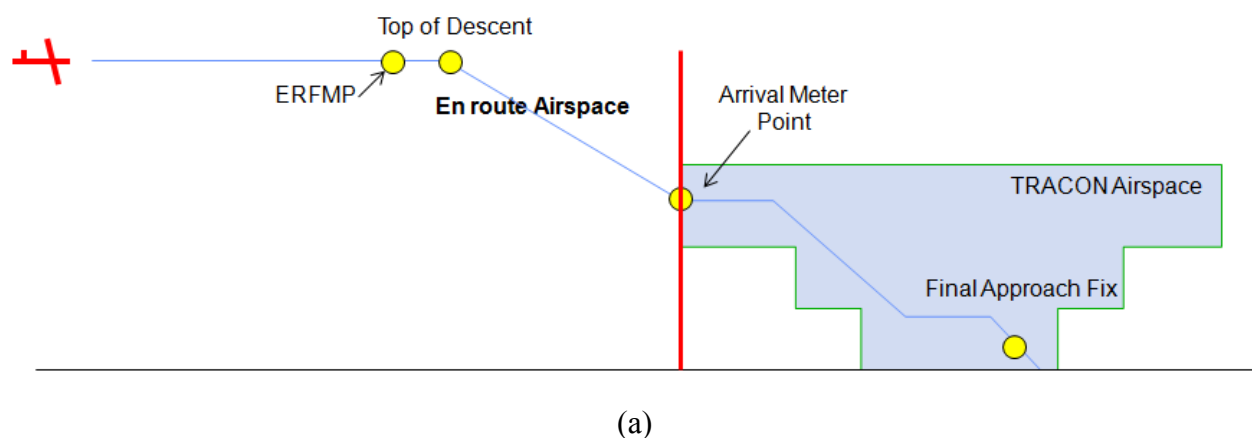 Top of Descent
ERFMP
En route Airspace
Arrival Meter
Point
TRACON Airspace
Final Approach Fix
(a)